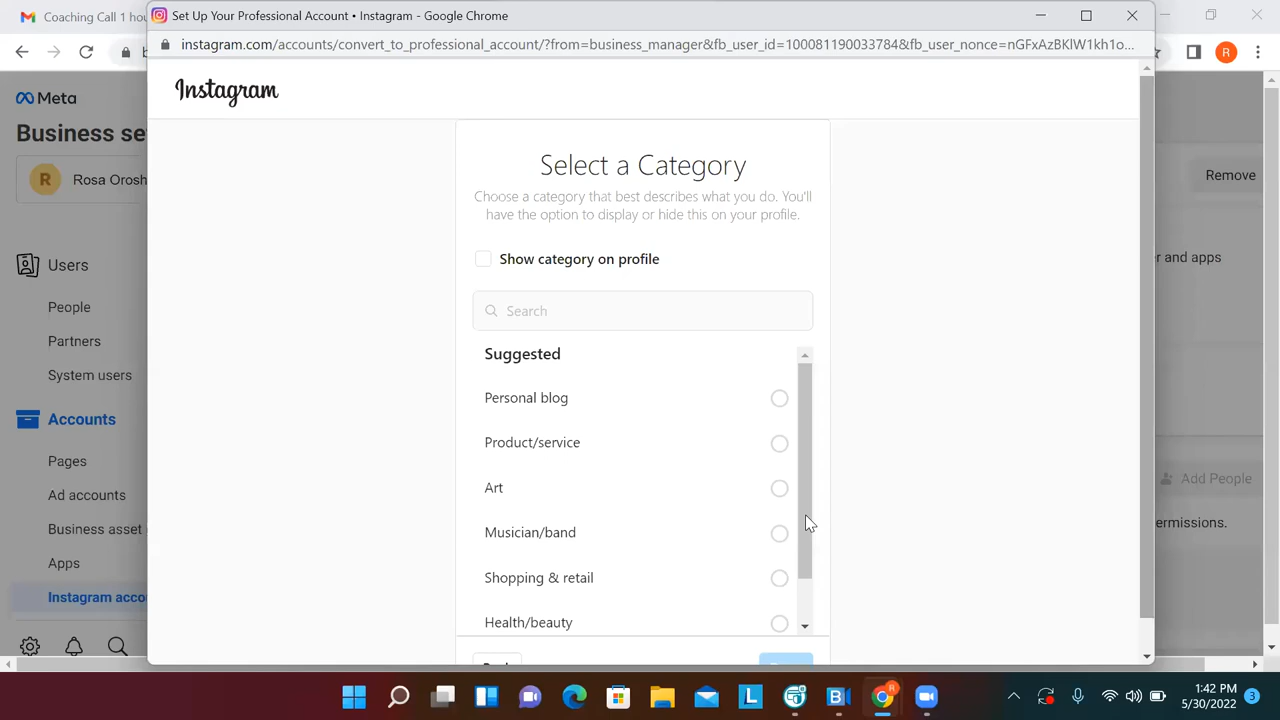 Coaching Call 1 hou
Set Up Your Professional Account • Instagram - Google Chrome
instagram.com/accounts/convert_to_professional_account/?from=business_manager&fb_user_id=100081190033784&fb_user_nonce=nGFxAzBKlW1kh1o...
R
Meta
Instagram
Business se
Select a Category
R Rosa Orosh
Remove
Choose a category that best describes what you do. You'll
have the option to display or hide this on your profile.
Users
Show category on profile
r and apps
People
Search
Partners
Suggested
System users
Personal blog
Accounts
Product/service
Pages
Add People
Art
Ad accounts
ermissions.
Business asset
Musician/band
Apps
Shopping & retail
Instagram acco
Health/beauty
1:42 PM
5/30/2022
3